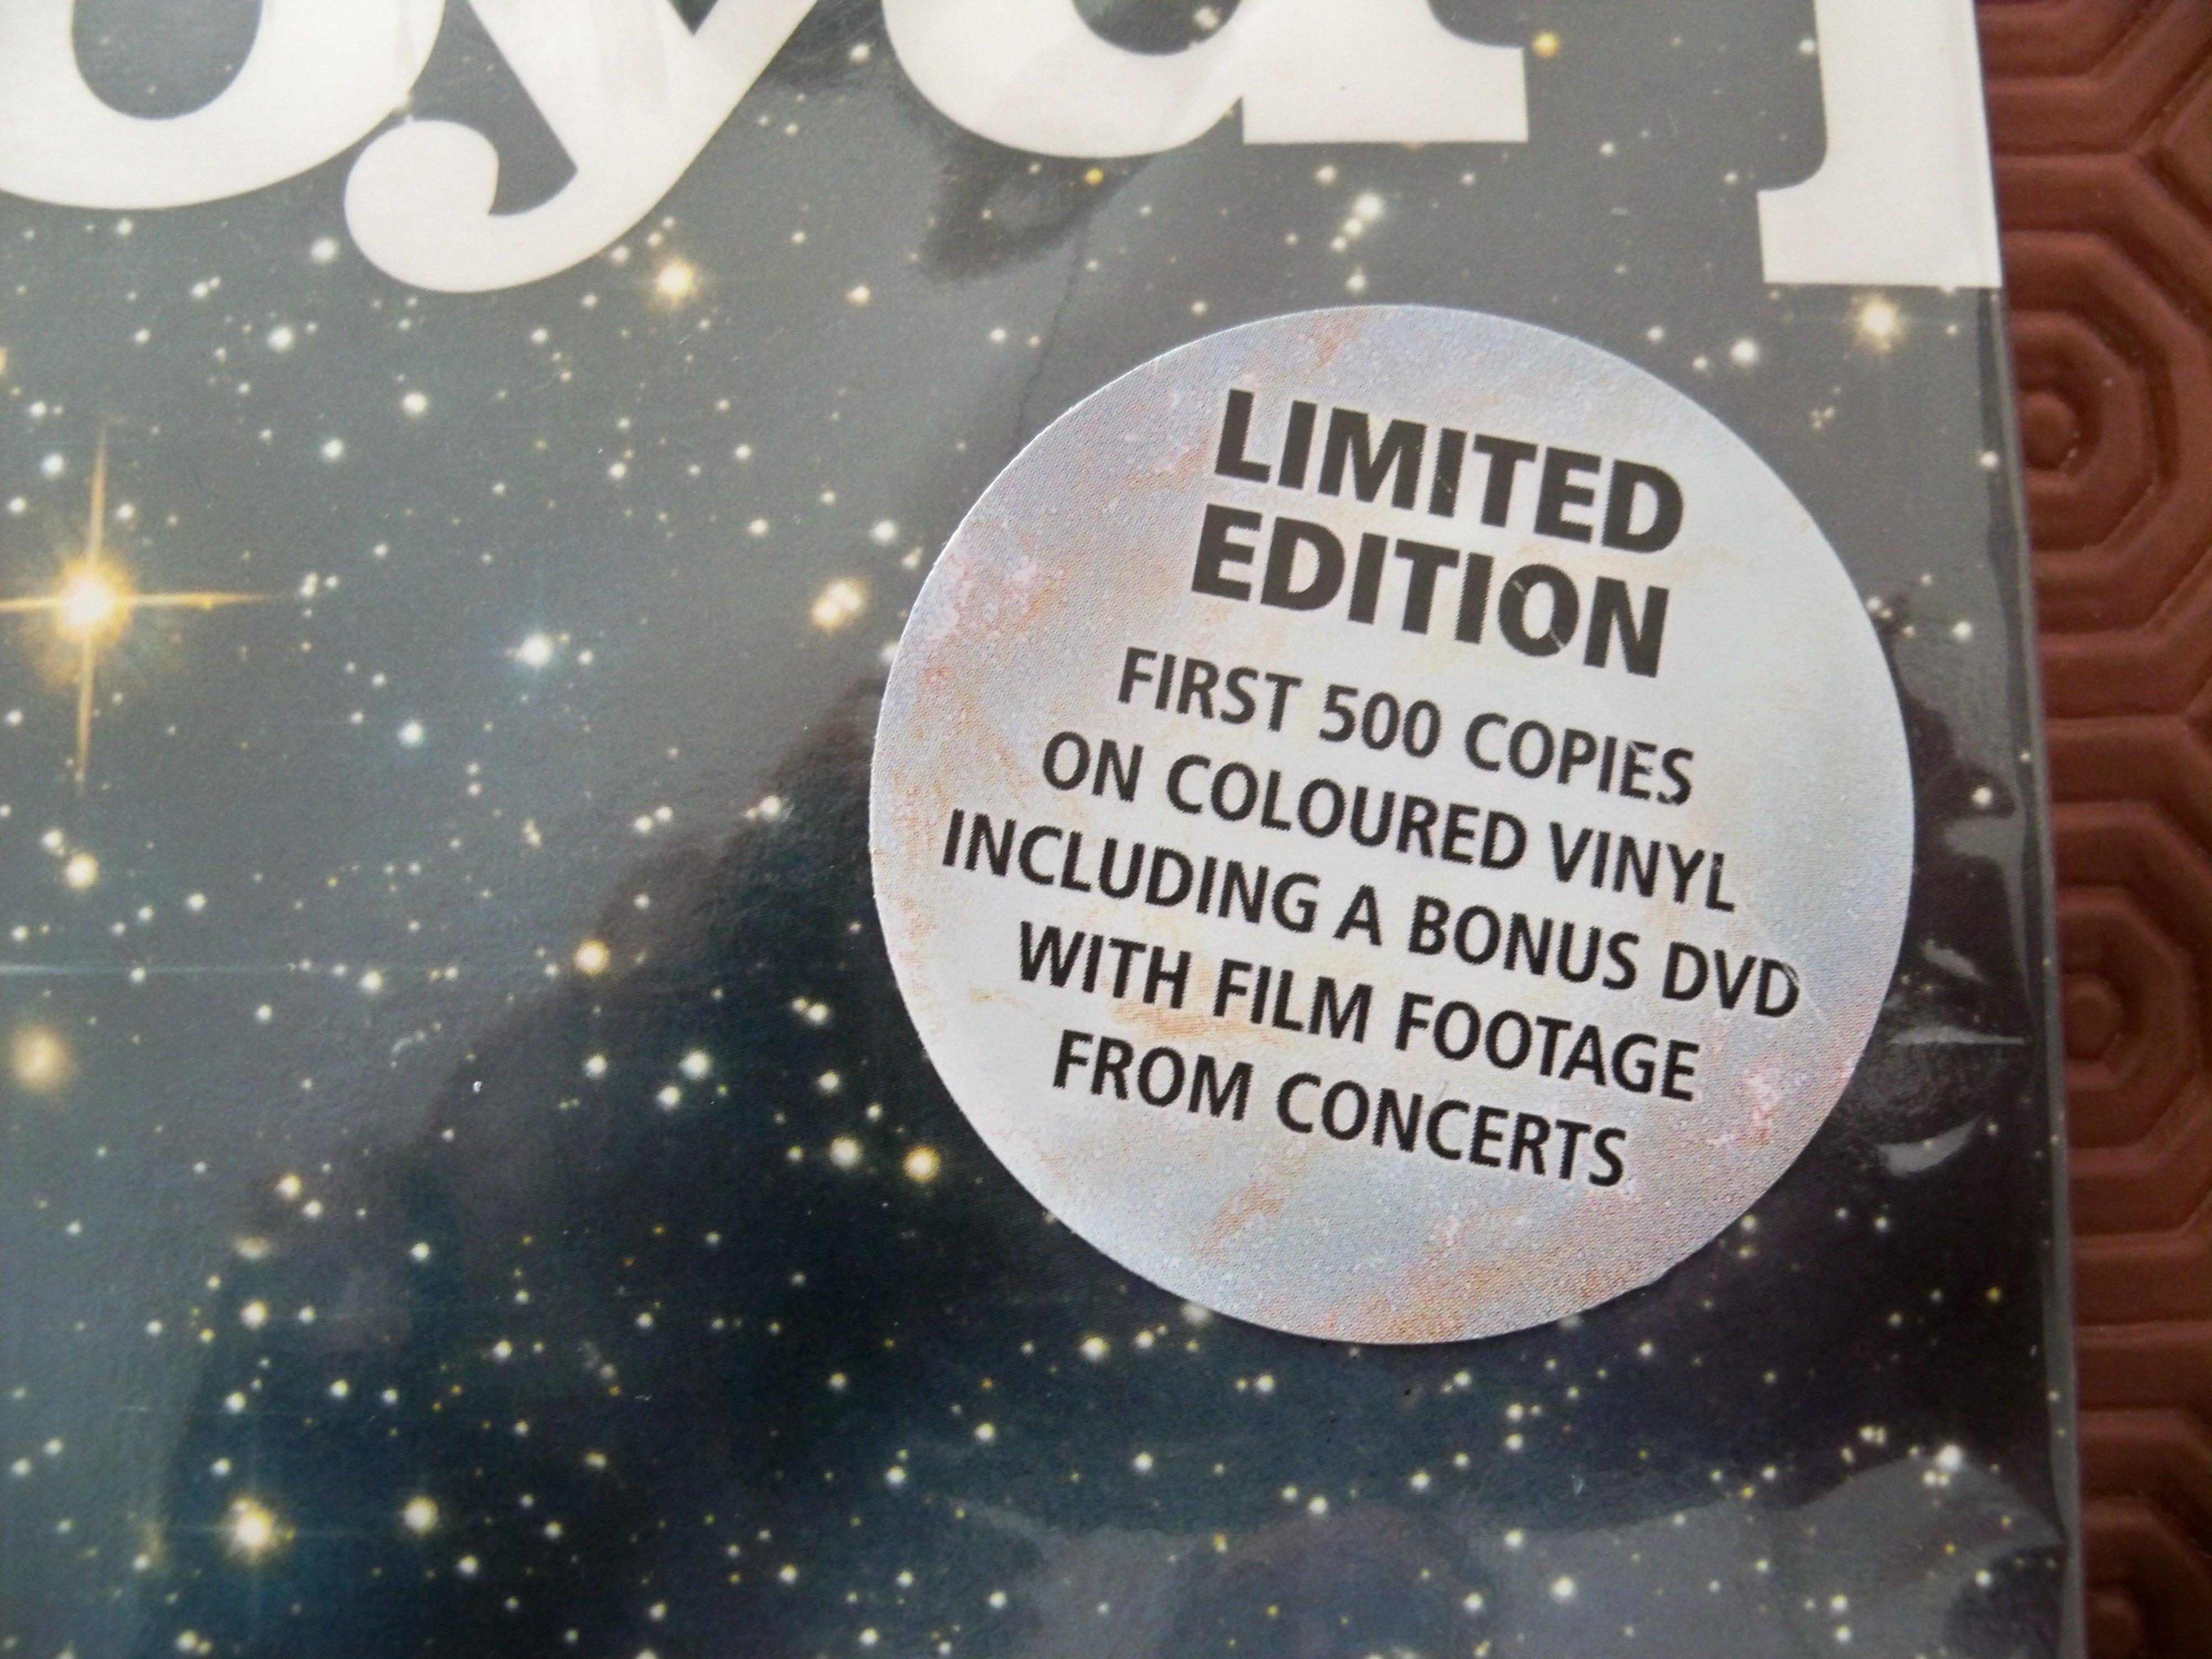 LIMITED
EDITION
FIRST 500 COPIES
ON COLOURED VINYL
INCLUDING A BONUS DVD
WITH FILM FOOTAGE
FROM CONCERTS